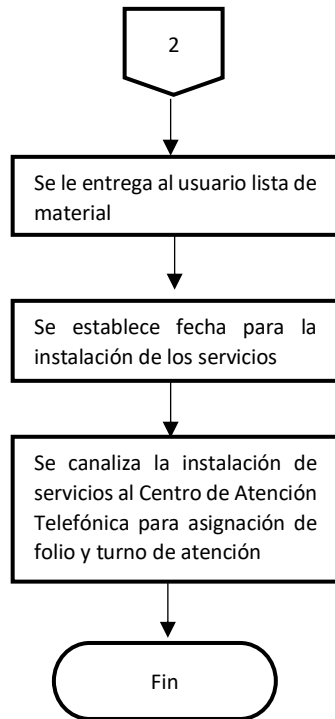 2
Se le entrega al usuario lista de
material
Se establece fecha para la
instalación de los servicios
Se canaliza la instalación de
servicios al Centro de Atención
Telefónica para asignación de
folio y turno de atención
Fin